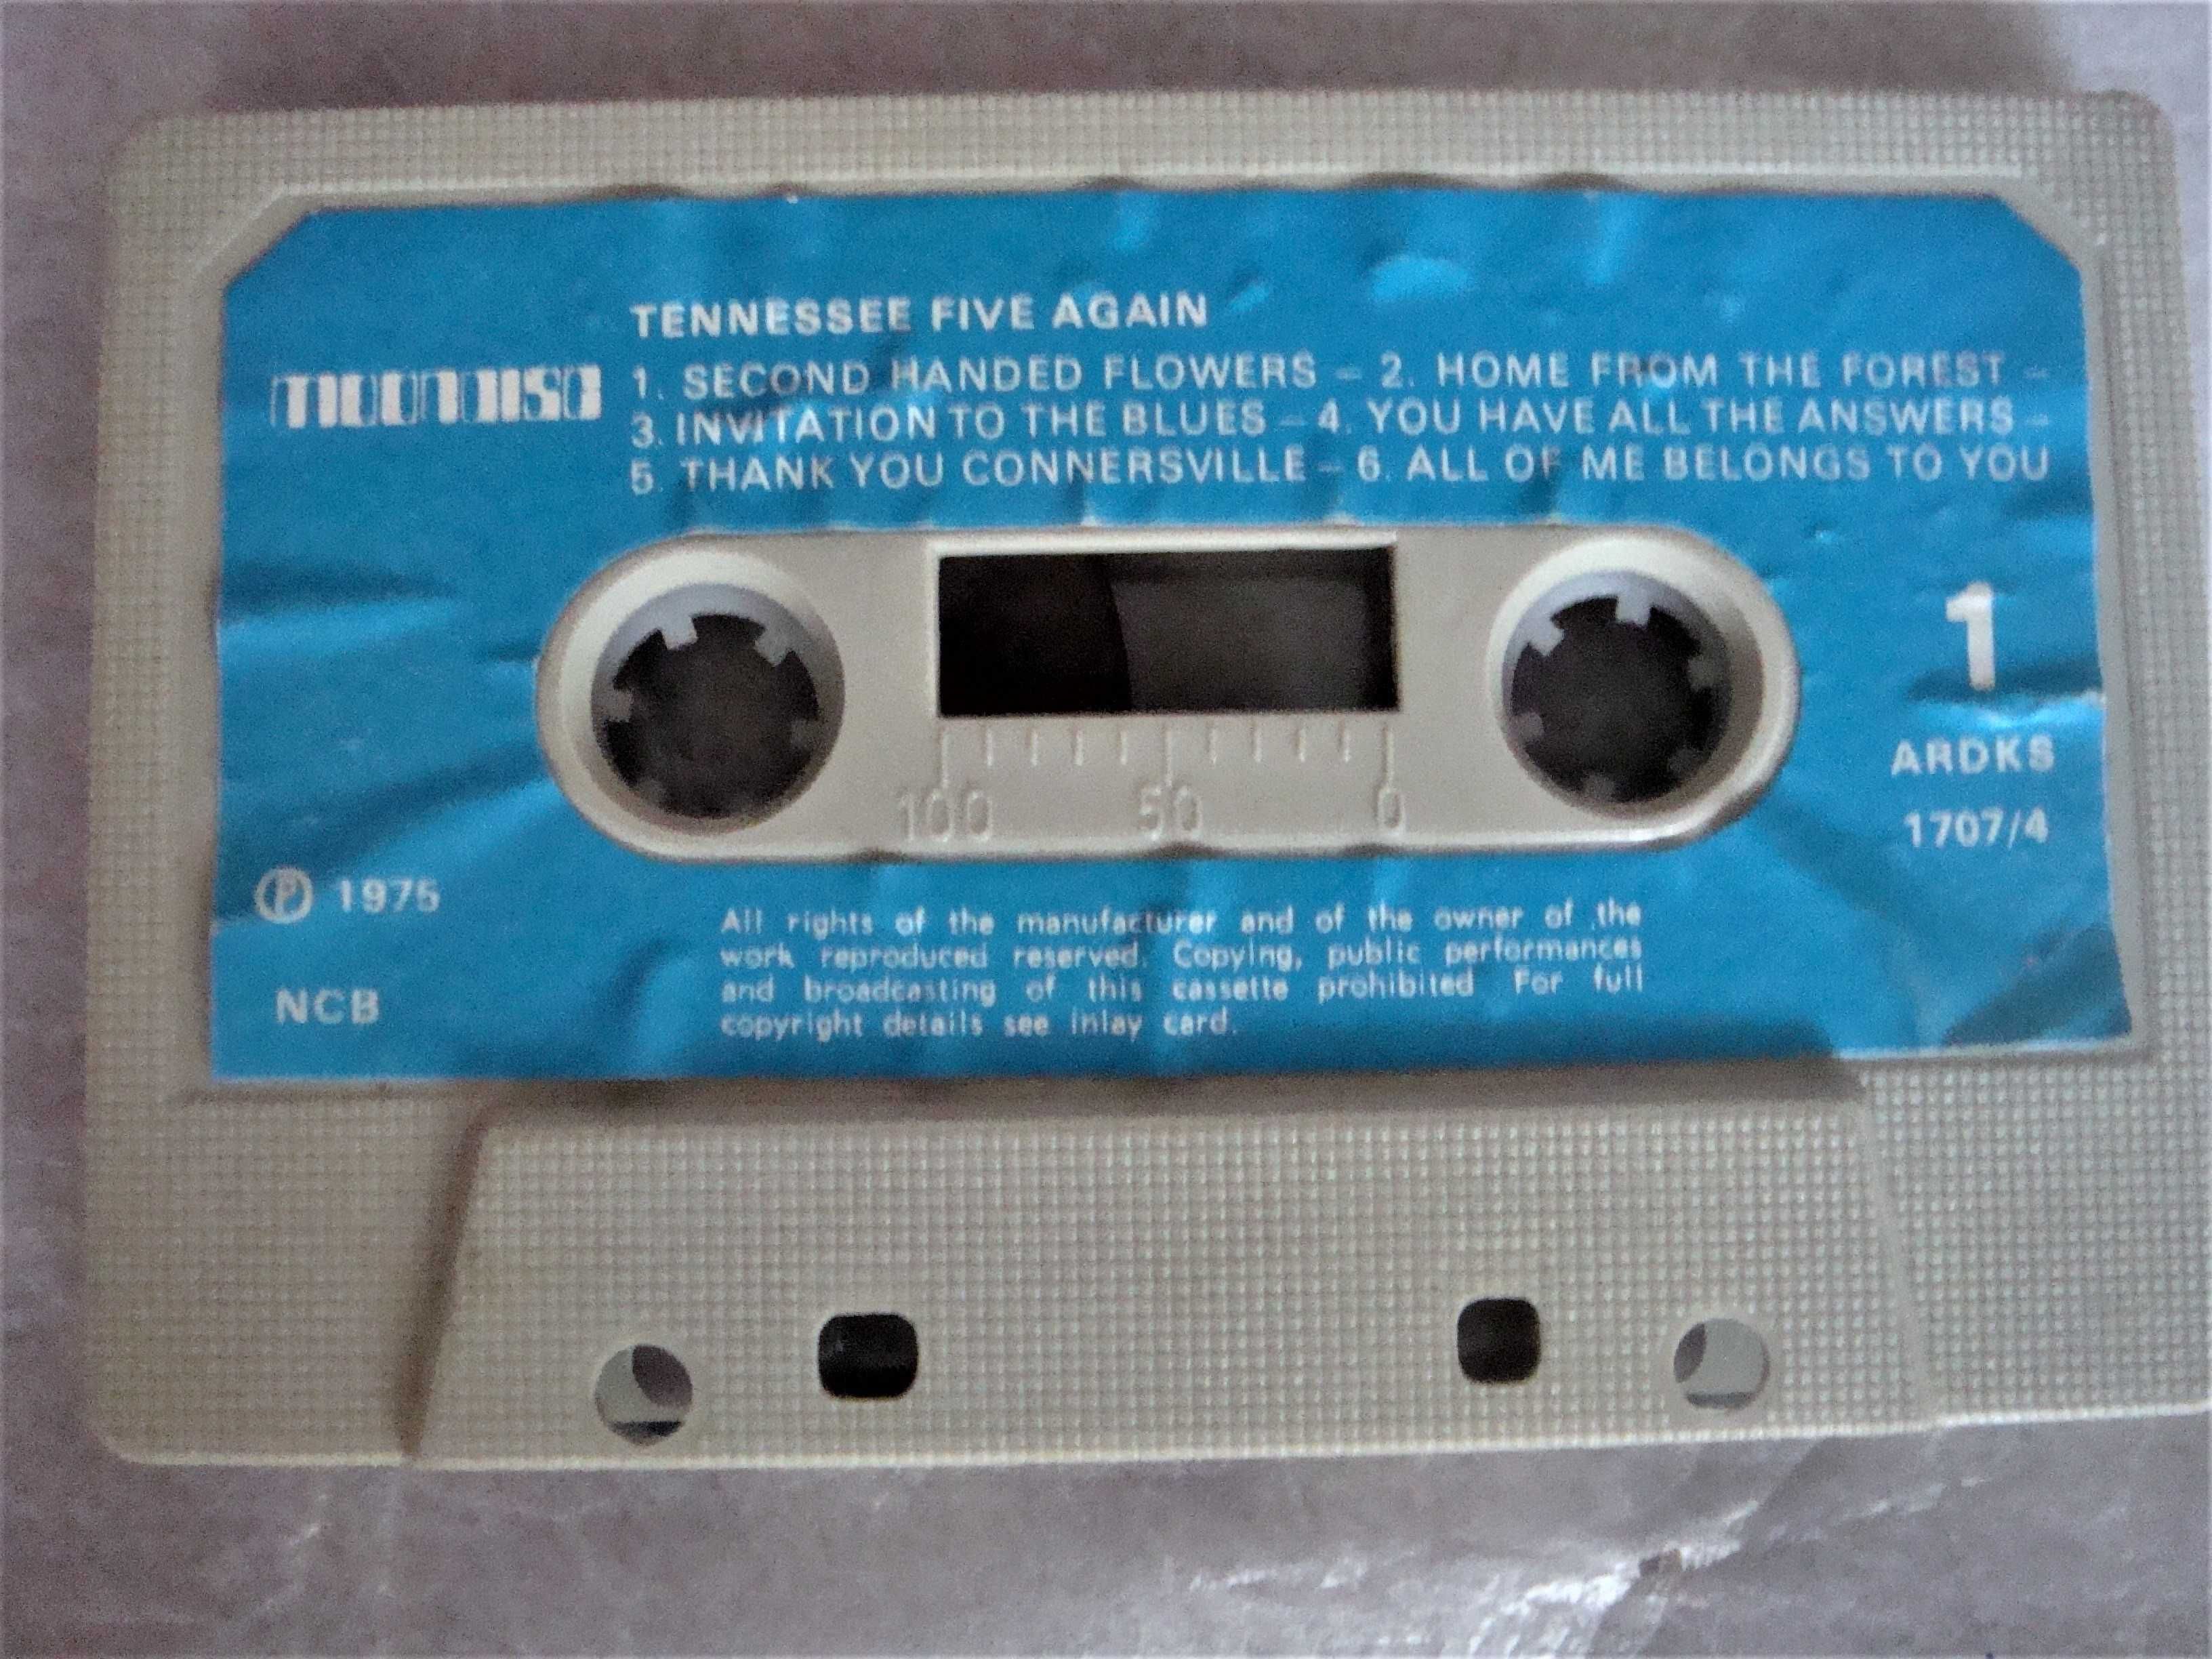 TENNESSEE FIVE AGAIN
1. SECOND HANDED FLOWERS – 2. HOME FROM THE FOREST –
3. INVITATION TO THE BLUES – 4. YOU HAVE ALL THE ANSWERS –
5. THANK YOU CONNERSVILLE – 6. ALL OF ME BELONGS TO YOU
1
ARDKS
1707/4
100 50 0
Ⓟ 1975
NCB
All rights of the manufacturer and of the owner of the
work reproduced reserved. Copying, public performances
and broadcasting of this cassette prohibited For full
copyright details see inlay card.